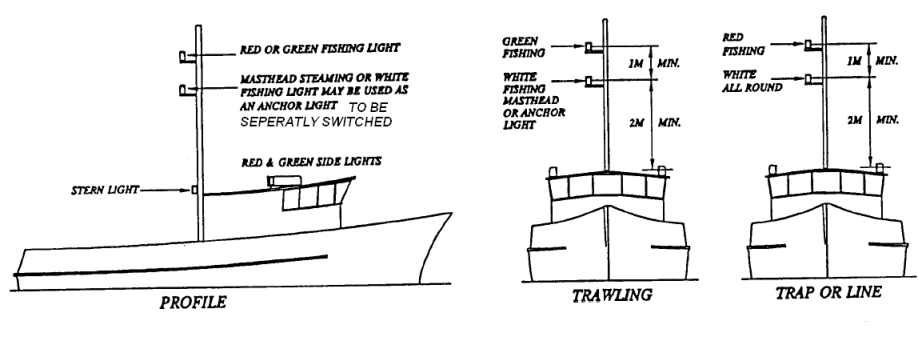 RED OR GREEN FISHING LIGHT
MASTHEAD STEAMING OR WHITE
FISHING LIGHT MAY BE USED AS
AN ANCHOR LIGHT TO BE
SEPERATLY SWITCHED
RED & GREEN SIDE LIGHTS
STERN LIGHT
PROFILE
GREEN
FISHING
1M MIN.
WHITE
FISHING
MASTHEAD
OR ANCHOR
LIGHT
2M MIN.
TRAWLING
RED
FISHING
1M MIN.
WHITE
ALL ROUND
2M MIN.
TRAP OR LINE